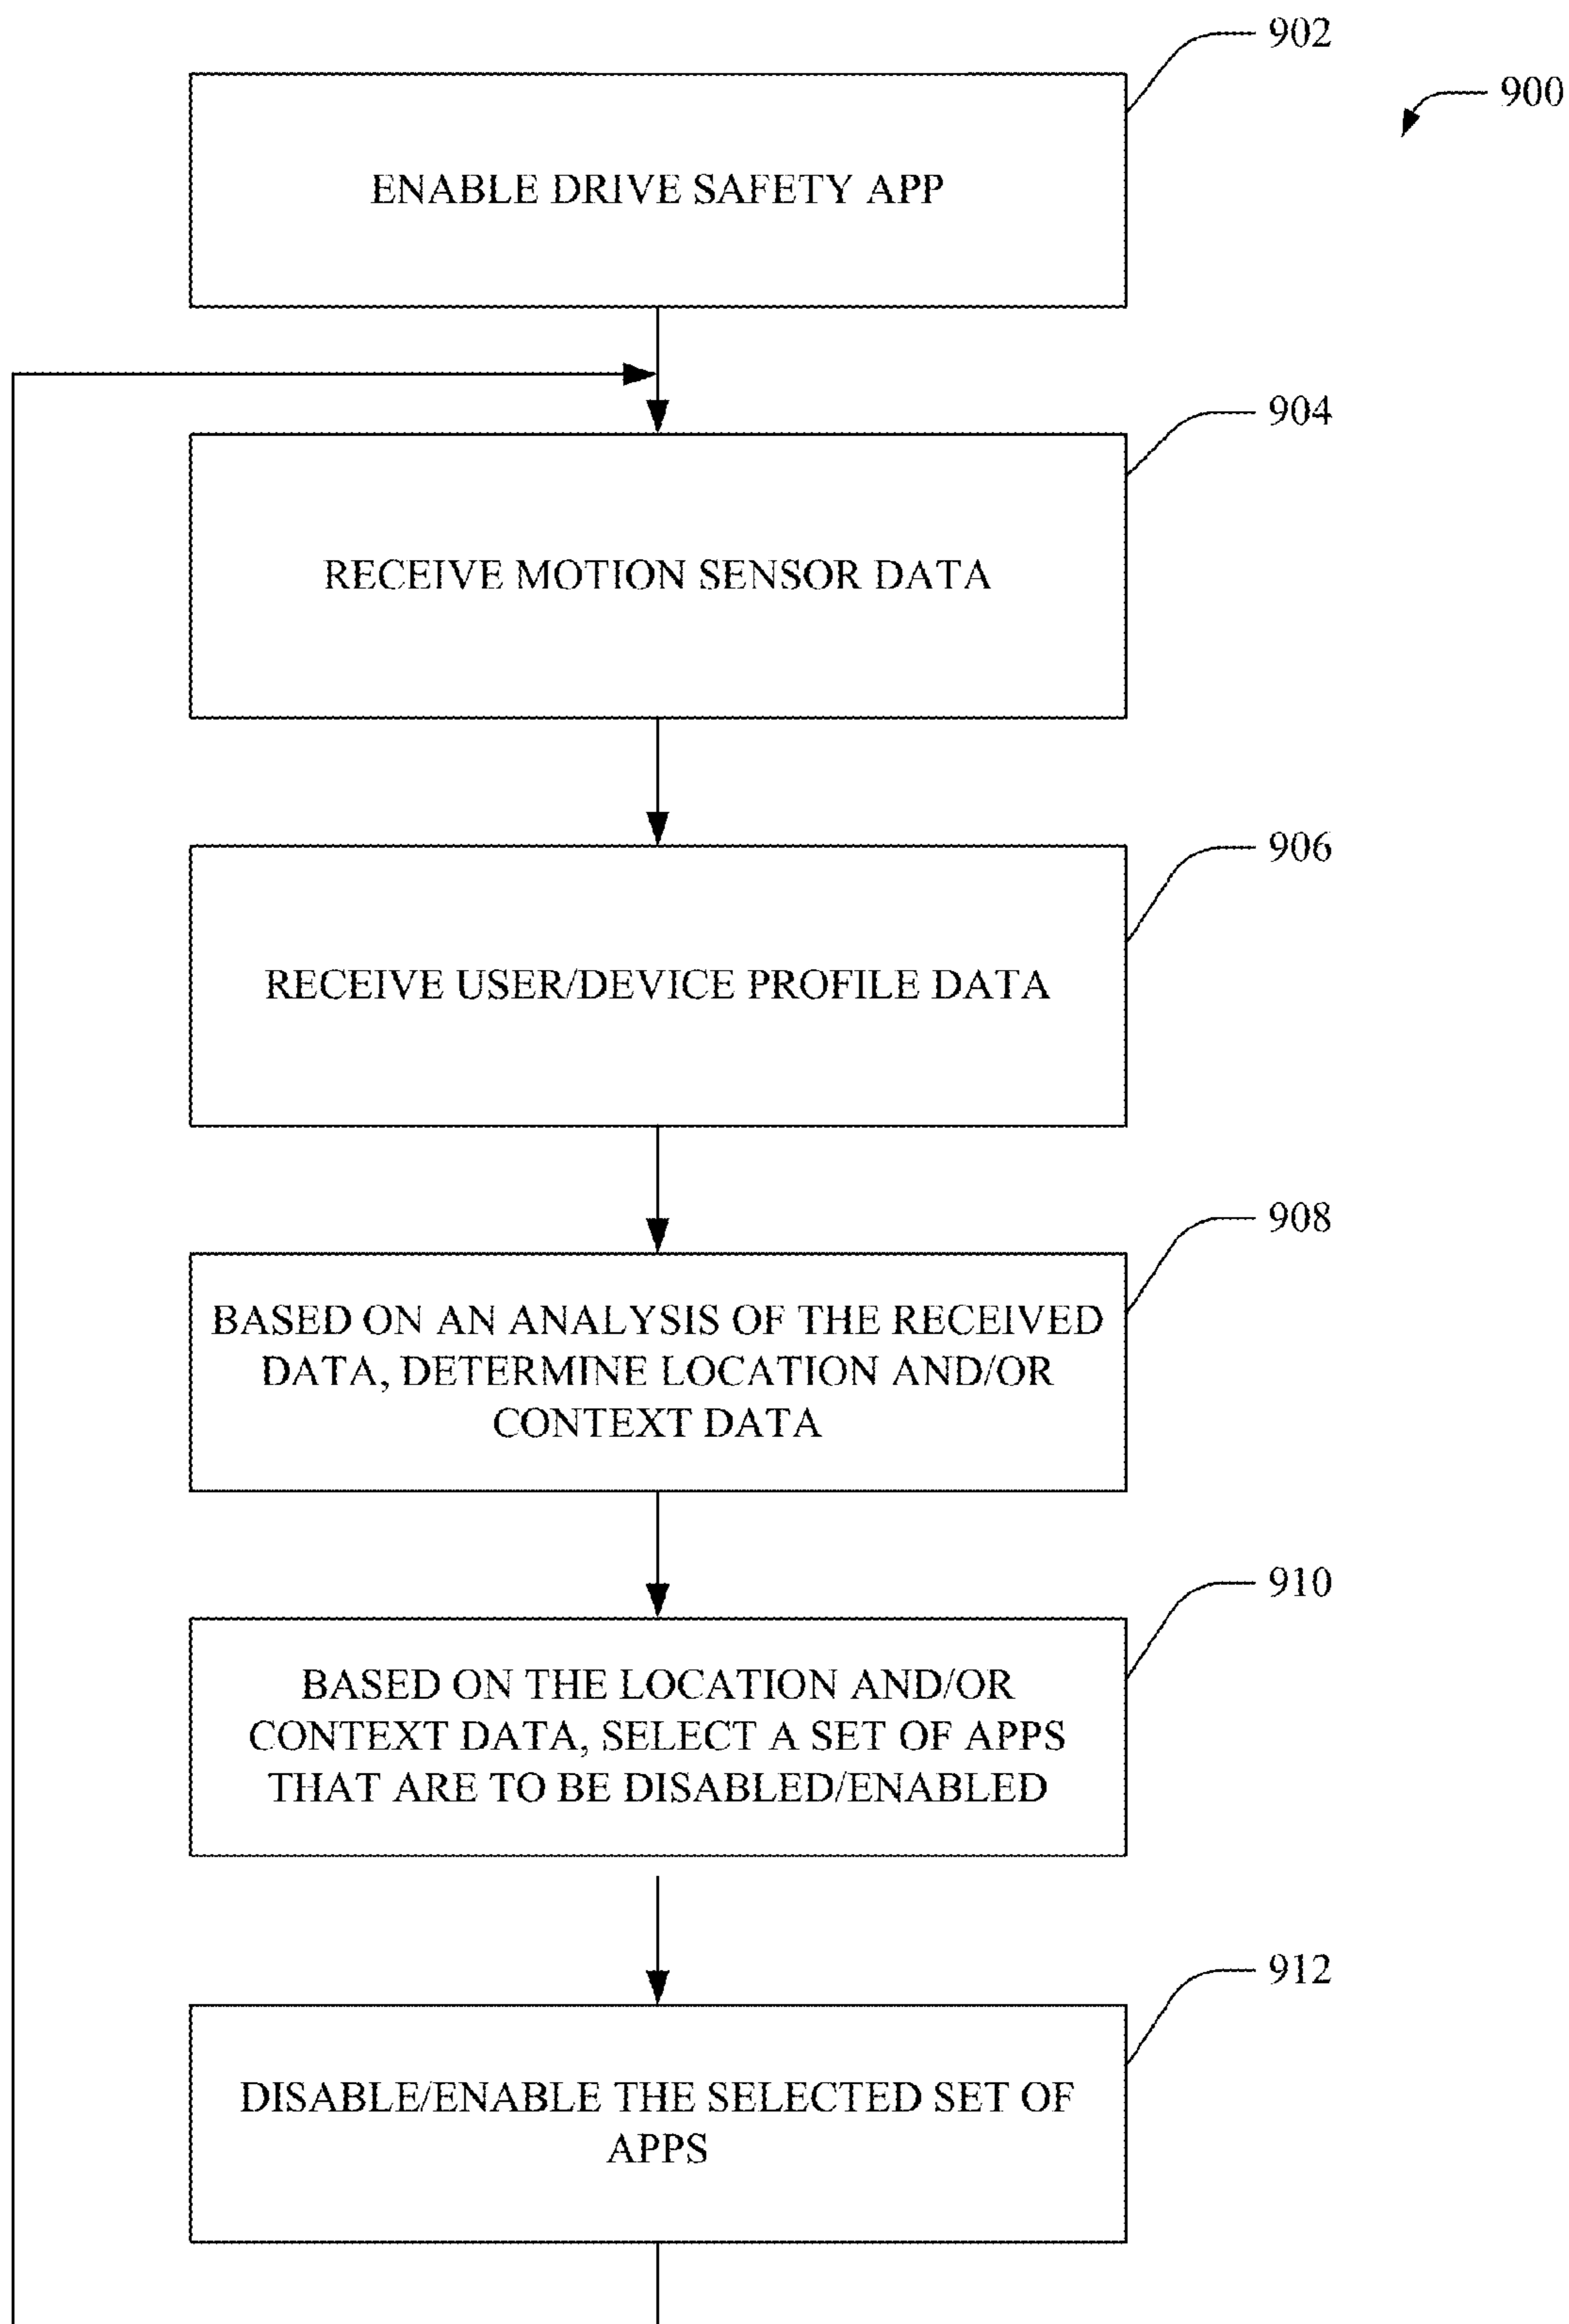 902
900
ENABLE DRIVE SAFETY APP
904
RECEIVE MOTION SENSOR DATA
906
RECEIVE USER/DEVICE PROFILE DATA
908
BASED ON AN ANALYSIS OF THE RECEIVED
DATA, DETERMINE LOCATION AND/OR
CONTEXT DATA
910
BASED ON THE LOCATION AND/OR
CONTEXT DATA, SELECT A SET OF APPS
THAT ARE TO BE DISABLED/ENABLED
912
DISABLE/ENABLE THE SELECTED SET OF
APPS